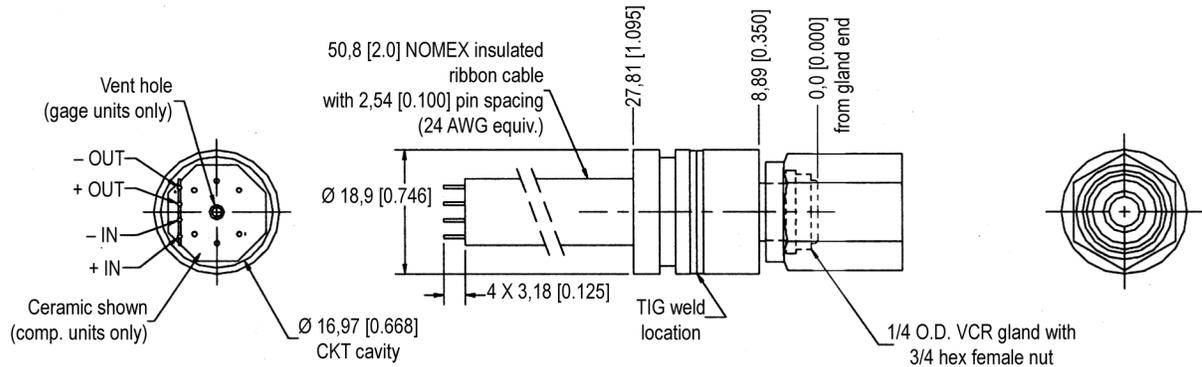 50,8 [2.0] NOMEX insulated
ribbon cable
with 2,54 [0.100] pin spacing
(24 AWG equiv.)
27,81 [1.095]
8,89 [0.350]
0,0 [0.000]
from gland end
Vent hole
(gage units only)
– OUT
+ OUT
– IN
+ IN
Ceramic shown
(comp. units only)
Ø 16,97 [0.668]
CKT cavity
Ø 18,9 [0.746]
4 X 3,18 [0.125]
TIG weld
location
1/4 O.D. VCR gland with
3/4 hex female nut